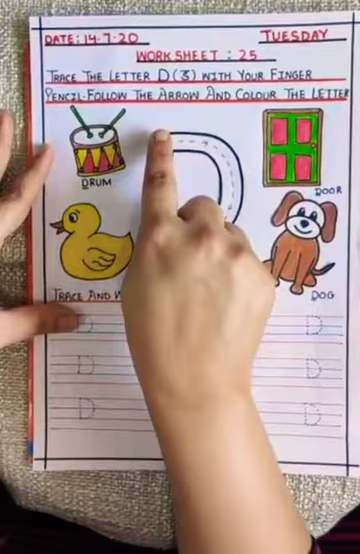 DATE: 14-7-20 TUESDAY
WORKSHEET : 25
TRACE THE LETTER D (ड) WITH YOUR FINGER
PENCIL-FOLLOW THE ARROW AND COLOUR THE LETTER
DRUM
DOOR
DOG
TRACE AND
D D
D D
D D